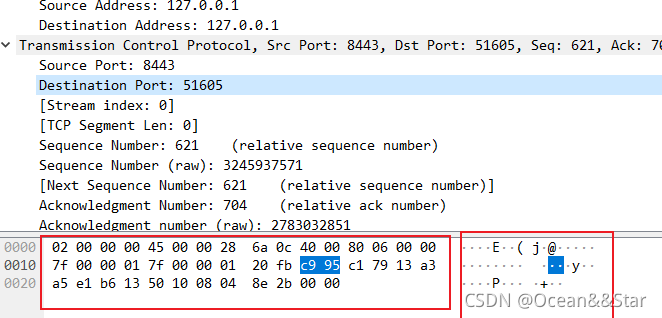 Source Address: 127.0.0.1
Destination Address: 127.0.0.1
Transmission Control Protocol, Src Port: 8443, Dst Port: 51605, Seq: 621, Ack: 70
Source Port: 8443
Destination Port: 51605
[Stream index: 0]
[TCP Segment Len: 0]
Sequence Number: 621 (relative sequence number)
Sequence Number (raw): 3245937571
[Next Sequence Number: 621 (relative sequence number)]
Acknowledgment Number: 704 (relative ack number)
Acknowledgment number (raw): 2783032851
0000 02 00 00 00 45 00 00 28 6a 0c 40 00 80 06 00 00 ····E··( j·@·····
0010 7f 00 00 01 7f 00 00 01 20 fb c9 95 c1 79 13 a3 ·· ·y··
0020 a5 e1 b6 13 50 10 08 04 8e 2b 00 00 ····P··· ·+··
CSDN @Ocean&&Star